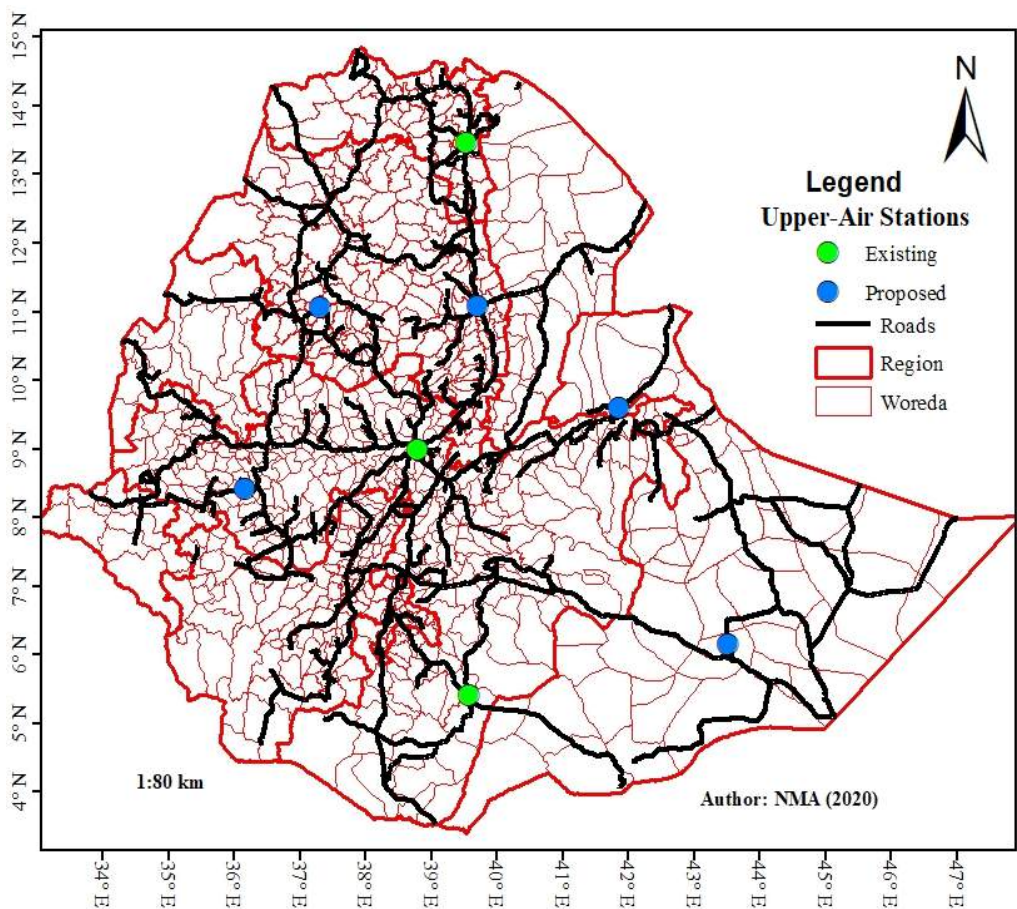 15° N
14° N
13° N
12° N
11° N
10° N
9° N
8° N
7° N
6° N
5° N
4° N
N
Legend
Upper-Air Stations
Existing
Proposed
Roads
Region
Woreda
1:80 km
Author: NMA (2020)
34° E
35° E
36° E
37° E
38° E
39° E
40° E
41° E
42° E
43° E
44° E
45° E
46° E
47° E